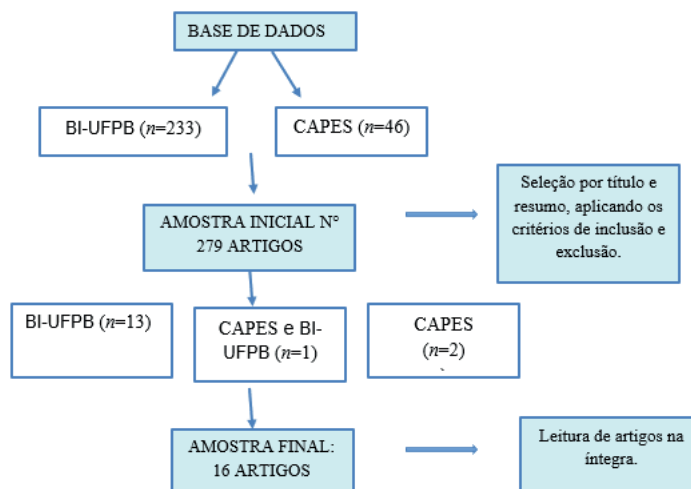 BASE DE DADOS
BI-UFPB (n=233)
CAPES (n=46)
Seleção por título e
resumo, aplicando os
critérios de inclusão e
exclusão.
AMOSTRA INICIAL N°
279 ARTIGOS
BI-UFPB (n=13)
CAPES e BI-
UFPB (n=1)
CAPES
(n=2)
AMOSTRA FINAL:
16 ARTIGOS
Leitura de artigos na
íntegra.